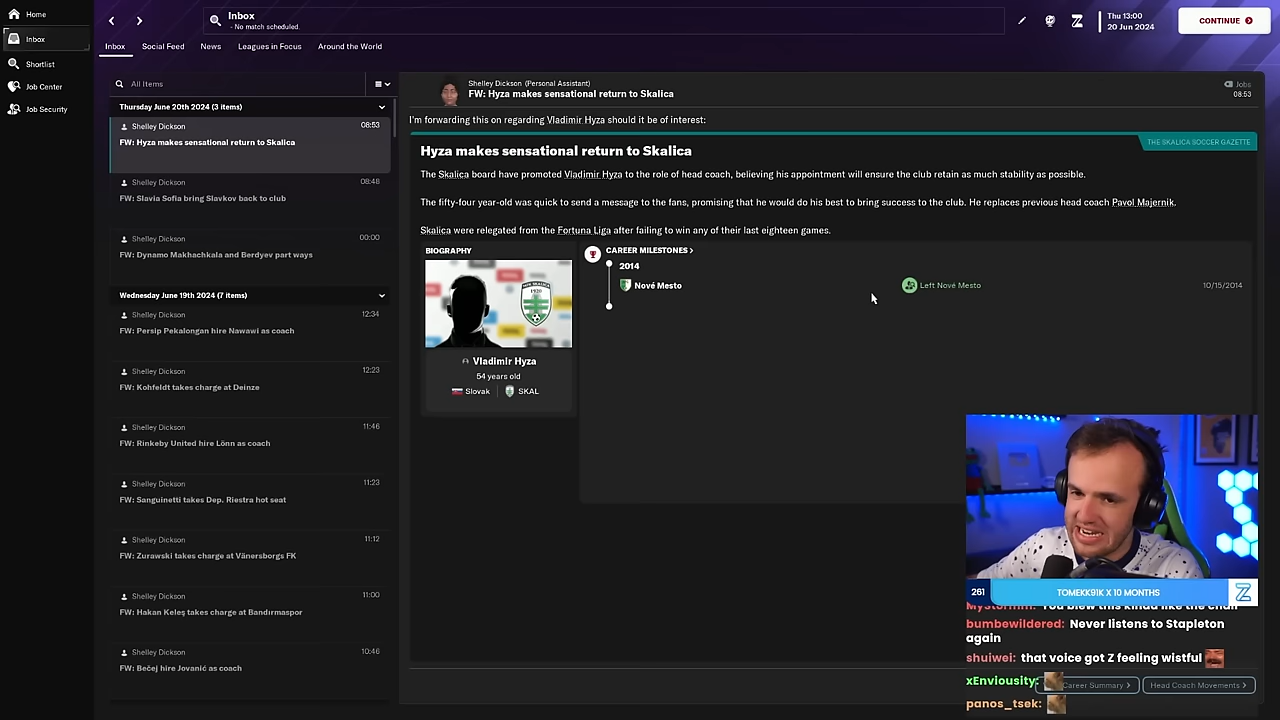 Home
Inbox
Shortlist
Job Center
Job Security
Inbox
- No match scheduled.
Thu 13:00
20 Jun 2024
CONTINUE
Inbox
Social Feed
News
Leagues in Focus
Around the World
All Items
Thursday June 20th 2024 (3 items)
Shelley Dickson
08:53
FW: Hyza makes sensational return to Skalica
Shelley Dickson
08:48
FW: Slavia Sofia bring Slavkov back to club
Shelley Dickson
00:00
FW: Dynamo Makhachkala and Berdyev part ways
Wednesday June 19th 2024 (7 items)
Shelley Dickson
12:34
FW: Persip Pekalongan hire Nawawi as coach
Shelley Dickson
12:23
FW: Kohfeldt takes charge at Deinze
Shelley Dickson
11:46
FW: Rinkeby United hire Lönn as coach
Shelley Dickson
11:23
FW: Sanguinetti takes Dep. Riestra hot seat
Shelley Dickson
11:12
FW: Zurawski takes charge at Vänersborgs FK
Shelley Dickson
11:00
FW: Hakan Keleş takes charge at Bandırmaspor
Shelley Dickson
10:46
FW: Bečej hire Jovanić as coach
Shelley Dickson (Personal Assistant)
FW: Hyza makes sensational return to Skalica
Jobs
08:53
I'm forwarding this on regarding Vladimir Hyza should it be of interest:
THE SKALICA SOCCER GAZETTE
Hyza makes sensational return to Skalica
The Skalica board have promoted Vladimir Hyza to the role of head coach, believing his appointment will ensure the club retain as much stability as possible.
The fifty-four year-old was quick to send a message to the fans, promising that he would do his best to bring success to the club. He replaces previous head coach Pavol Majernik.
Skalica were relegated from the Fortuna Liga after failing to win any of their last eighteen games.
BIOGRAPHY
1920
Vladimir Hyza
54 years old
Slovak
SKAL
CAREER MILESTONES >
2014
Nové Mesto
Left Nové Mesto
10/15/2014
261
TOMEKK91K X 10 MONTHS
Z
bumbewildered: Never listens to Stapleton
again
shuiwei: that voice got Z feeling wistful
xEnviousity:
Career Summary >
Head Coach Movements >
panos_tsek: